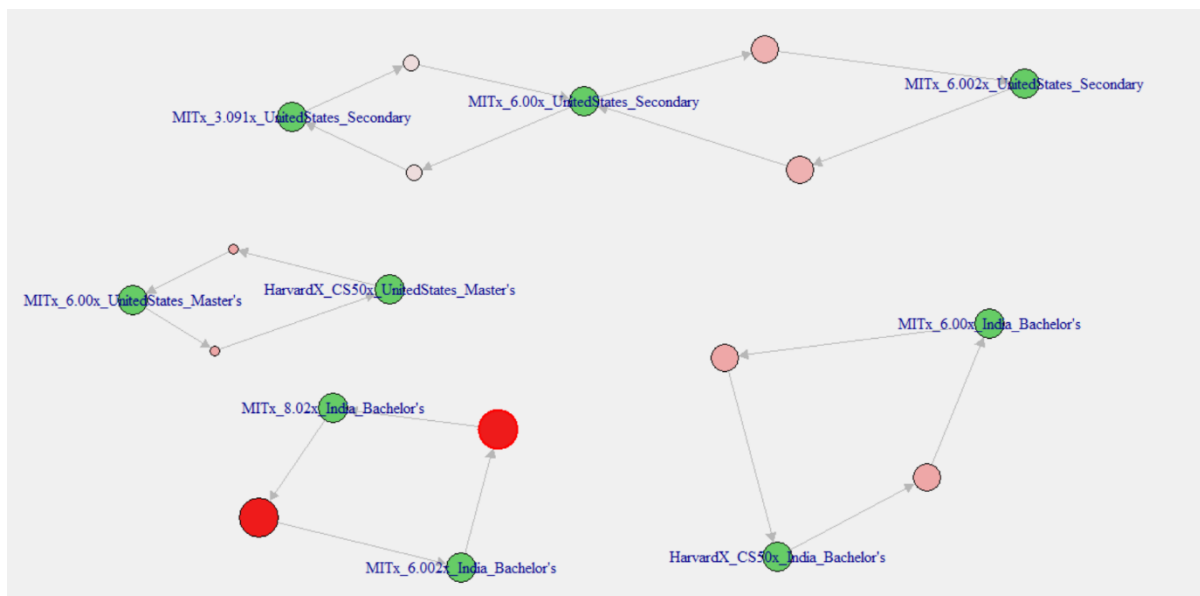 MITx_6.002x_UnitedStates_Secondary
MITx_6.00x_UnitedStates_Secondary
MITx_3.091x_UnitedStates_Secondary
HarvardX_CS50x_UnitedStates_Master's
MITx_6.00x_UnitedStates_Master's
MITx_6.00x_India_Bachelor's
MITx_8.02x_India_Bachelor's
HarvardX_CS50x_India_Bachelor's
MITx_6.002x_India_Bachelor's